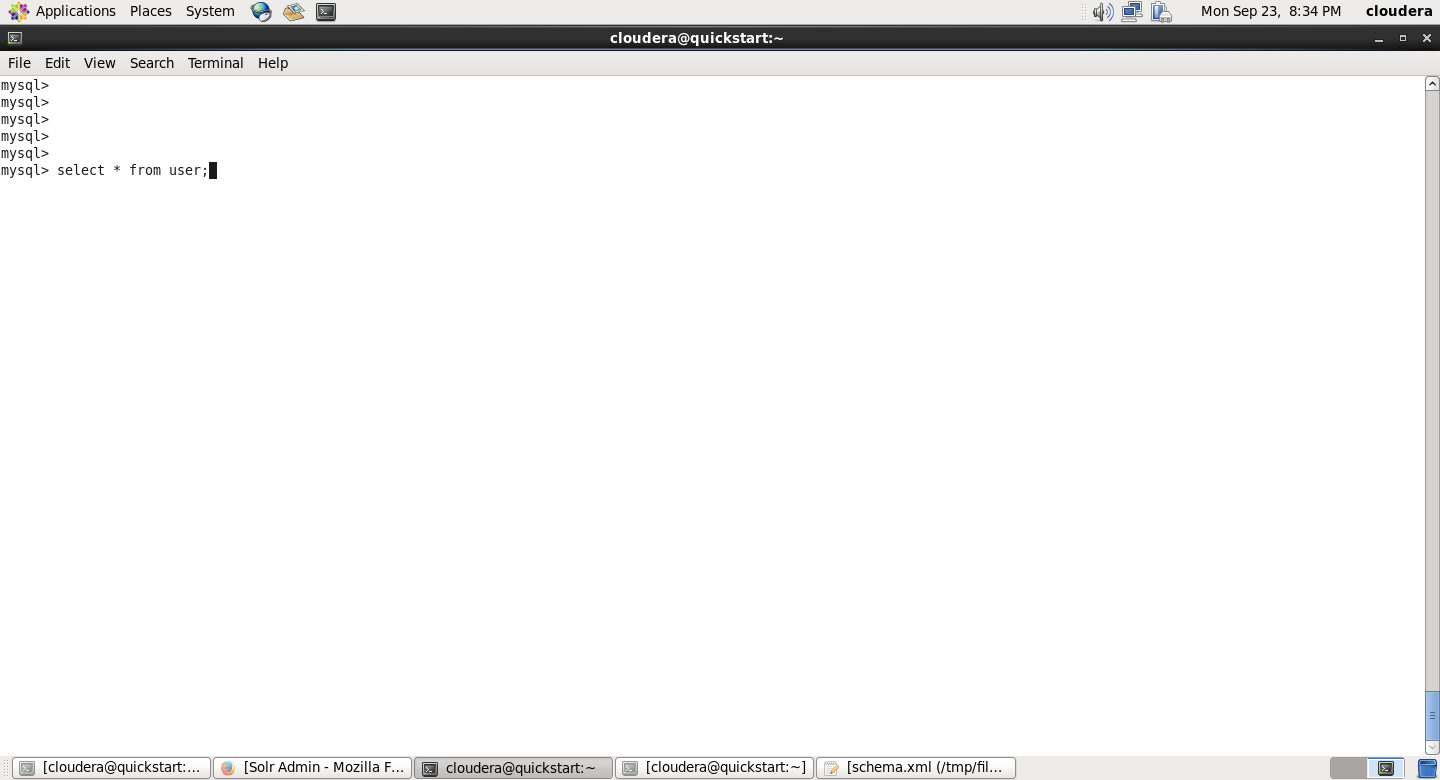 Applications Places System Mon Sep 23, 8:34 PM cloudera
cloudera@quickstart:~
File Edit View Search Terminal Help
mysql>
mysql>
mysql>
mysql>
mysql>
mysql> select * from user;
[cloudera@quickstart:... [Solr Admin - Mozilla F... cloudera@quickstart:~ [cloudera@quickstart:~] [schema.xml (/tmp/fil...